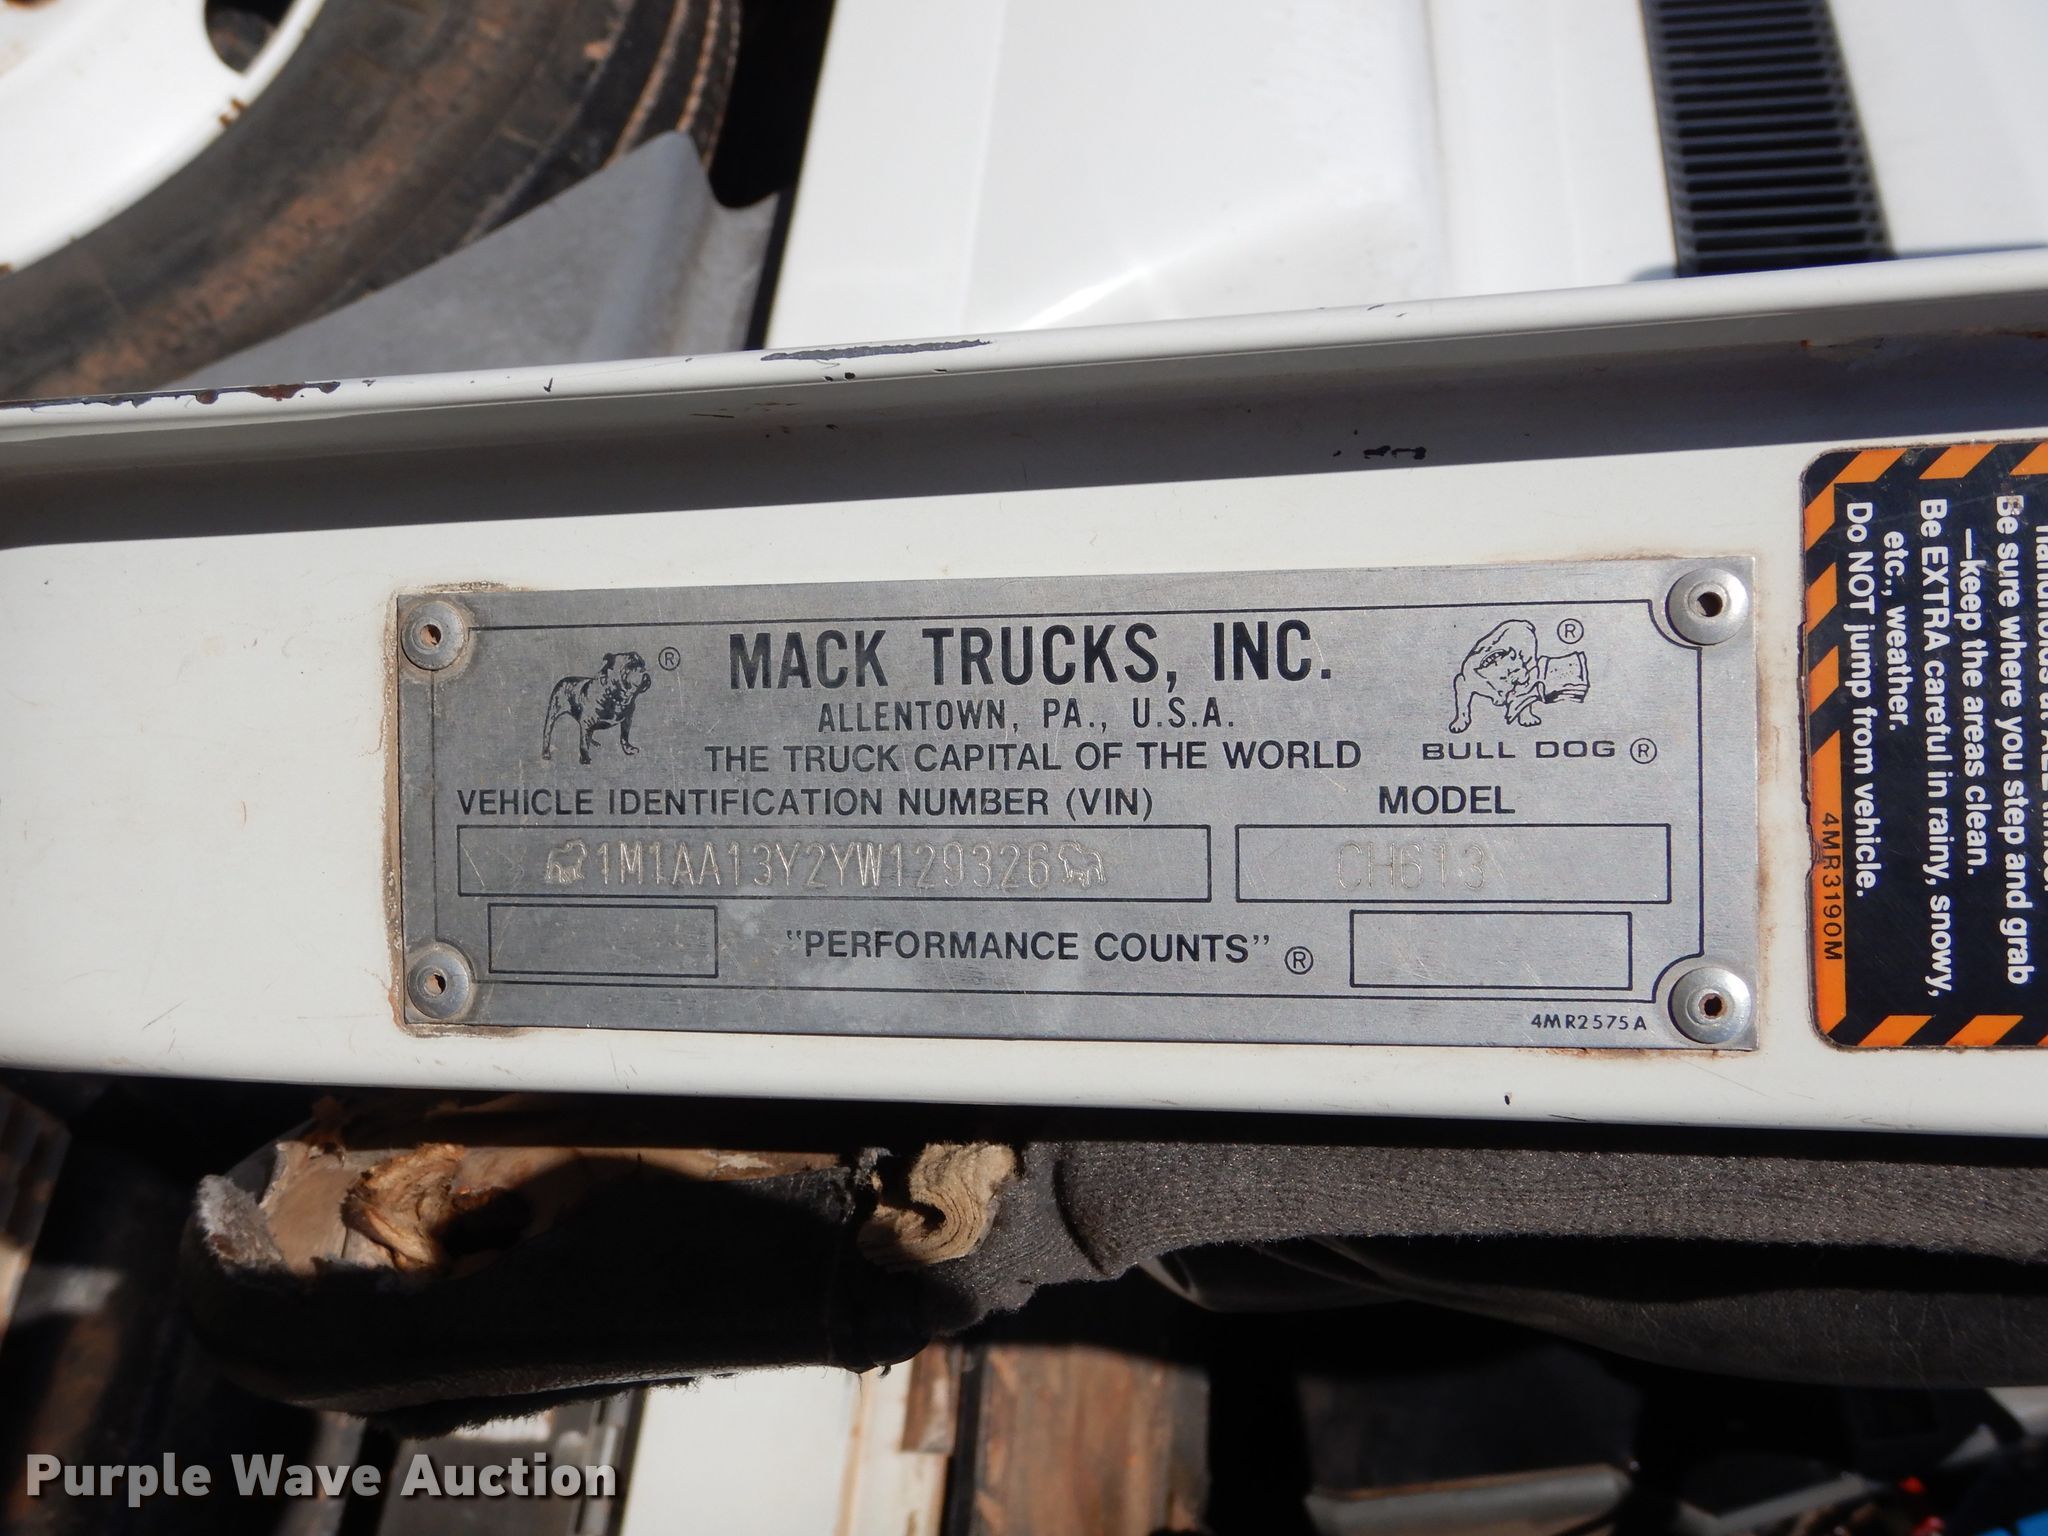 ® MACK TRUCKS, INC. ®
ALLENTOWN, PA., U.S.A.
THE TRUCK CAPITAL OF THE WORLD
BULL DOG ®
VEHICLE IDENTIFICATION NUMBER (VIN)
MODEL
1M1AA13Y2YW129326
CH613
"PERFORMANCE COUNTS" ®
4MR2575A
Be sure where you step and grab
—keep the areas clean.
Be EXTRA careful in rainy, snowy,
etc., weather.
Do NOT jump from vehicle.
4MR3190M
Purple Wave Auction